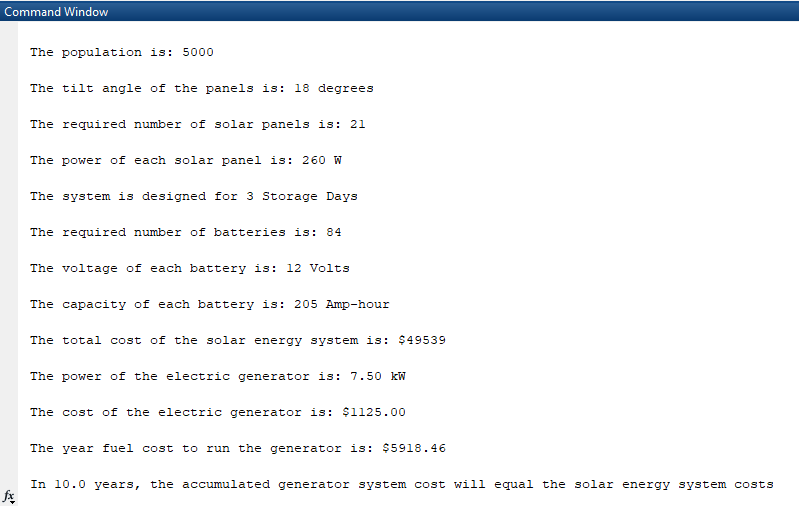 Command Window
The population is: 5000
The tilt angle of the panels is: 18 degrees
The required number of solar panels is: 21
The power of each solar panel is: 260 W
The system is designed for 3 Storage Days
The required number of batteries is: 84
The voltage of each battery is: 12 Volts
The capacity of each battery is: 205 Amp-hour
The total cost of the solar energy system is: $49539
The power of the electric generator is: 7.50 kW
The cost of the electric generator is: $1125.00
The year fuel cost to run the generator is: $5918.46
fx In 10.0 years, the accumulated generator system cost will equal the solar energy system costs